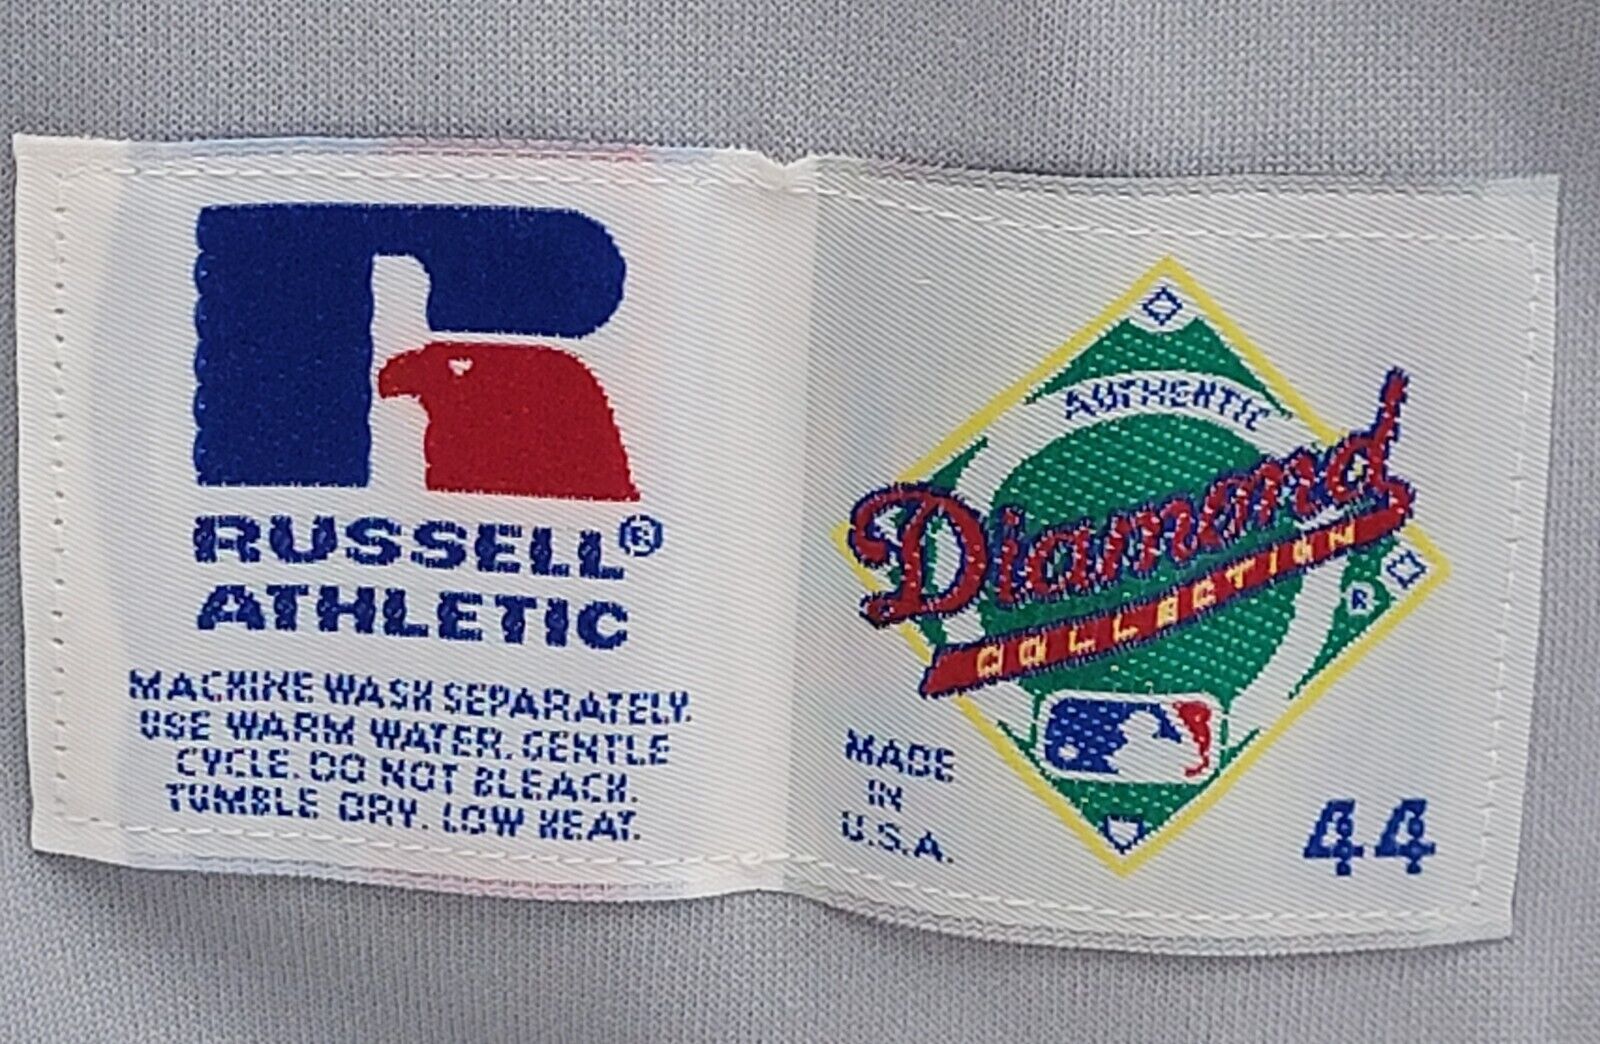 RUSSELL®
ATHLETIC
MACHINE WASH SEPARATELY.
USE WARM WATER. GENTLE
CYCLE. DO NOT BLEACH.
TUMBLE DRY. LOW HEAT.
AUTHENTIC
Diamond
COLLECTION
®
MADE
IN
U.S.A.
44